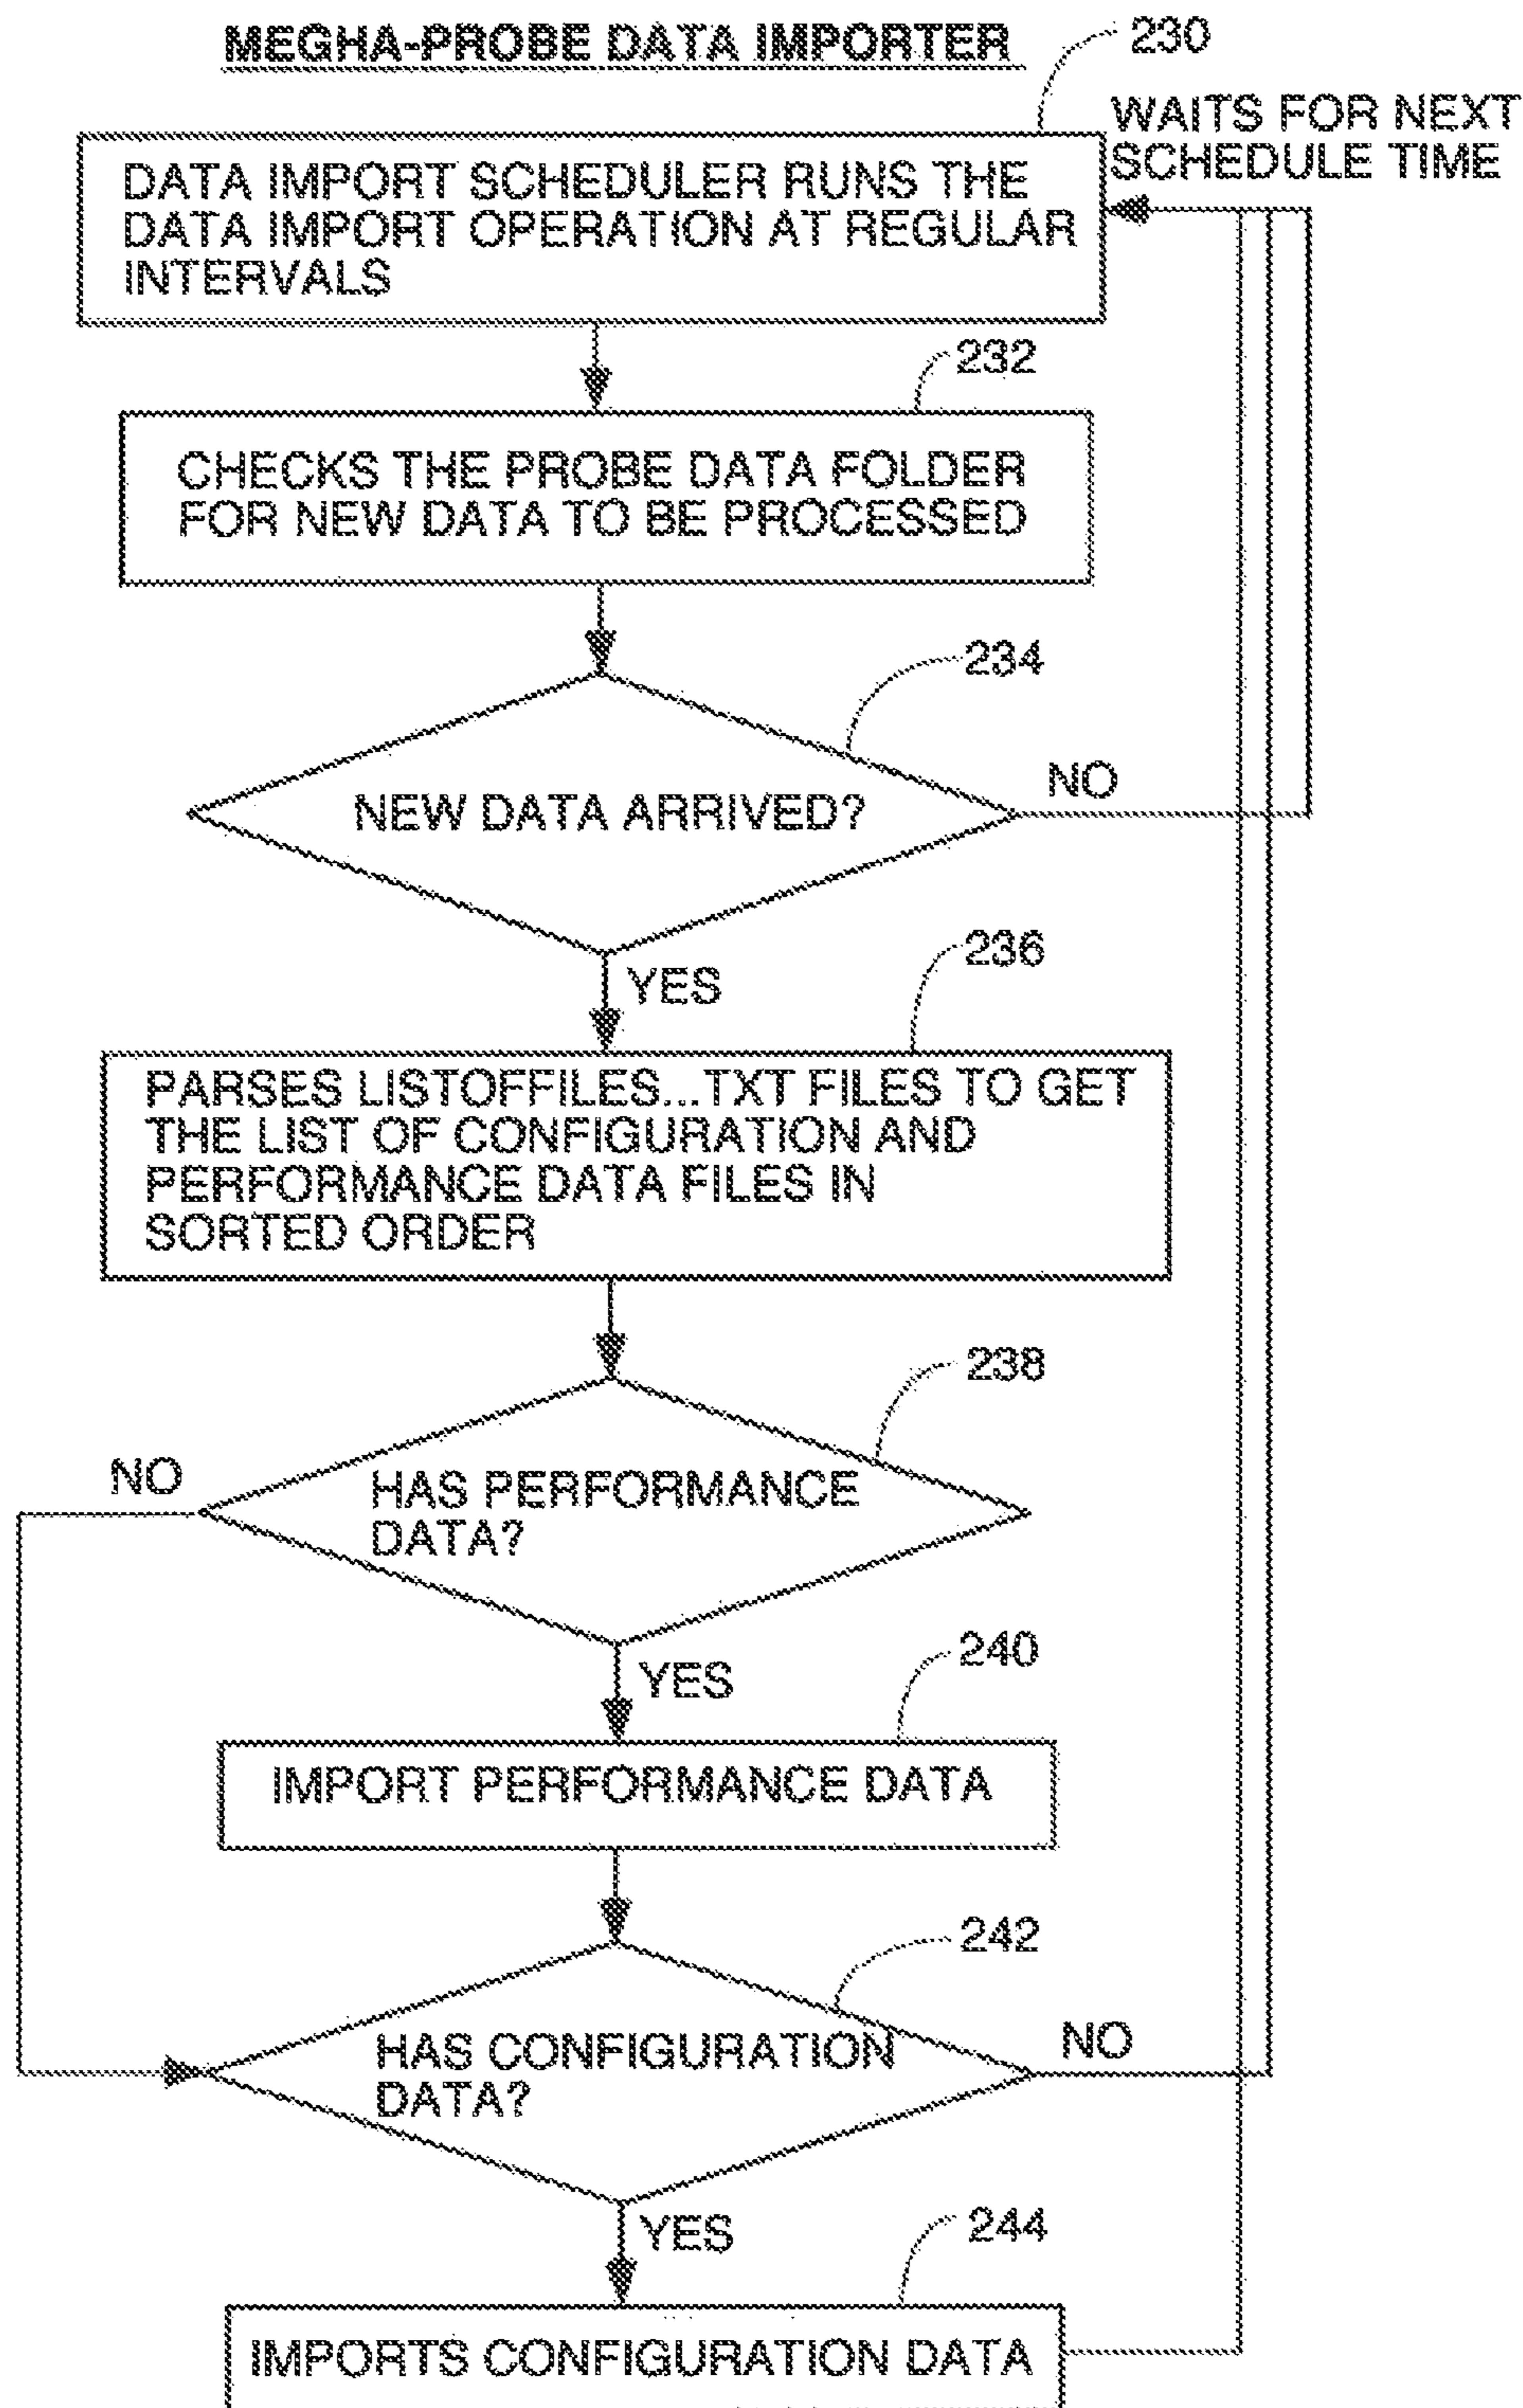 MEGHA-PROBE DATA IMPORTER
230
WAITS FOR NEXT
SCHEDULE TIME
DATA IMPORT SCHEDULER RUNS THE
DATA IMPORT OPERATION AT REGULAR
INTERVALS
232
CHECKS THE PROBE DATA FOLDER
FOR NEW DATA TO BE PROCESSED
234
NEW DATA ARRIVED?
NO
YES
236
PARSES LISTOFFILES...TXT FILES TO GET
THE LIST OF CONFIGURATION AND
PERFORMANCE DATA FILES IN
SORTED ORDER
238
NO
HAS PERFORMANCE
DATA?
YES
240
IMPORT PERFORMANCE DATA
242
HAS CONFIGURATION
DATA?
NO
YES
244
IMPORTS CONFIGURATION DATA